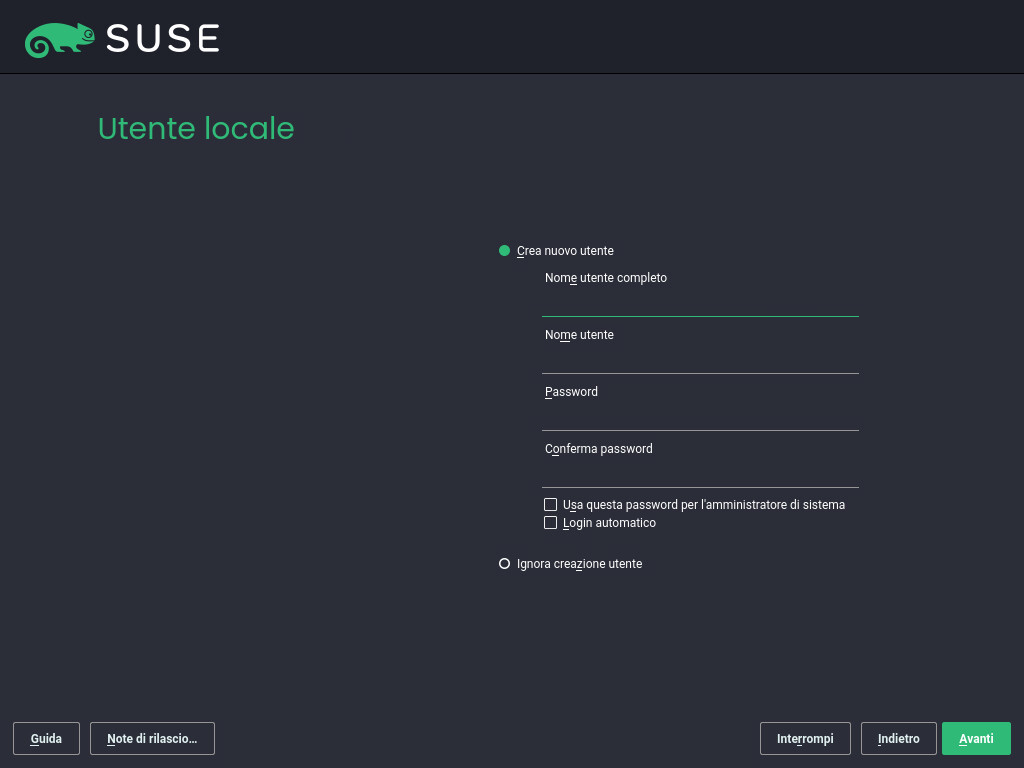 SUSE
Utente locale
Crea nuovo utente
Nome utente completo
Nome utente
Password
Conferma password
Usa questa password per l'amministratore di sistema
Login automatico
Ignora creazione utente
Guida
Note di rilascio...
Interrompi
Indietro
Avanti